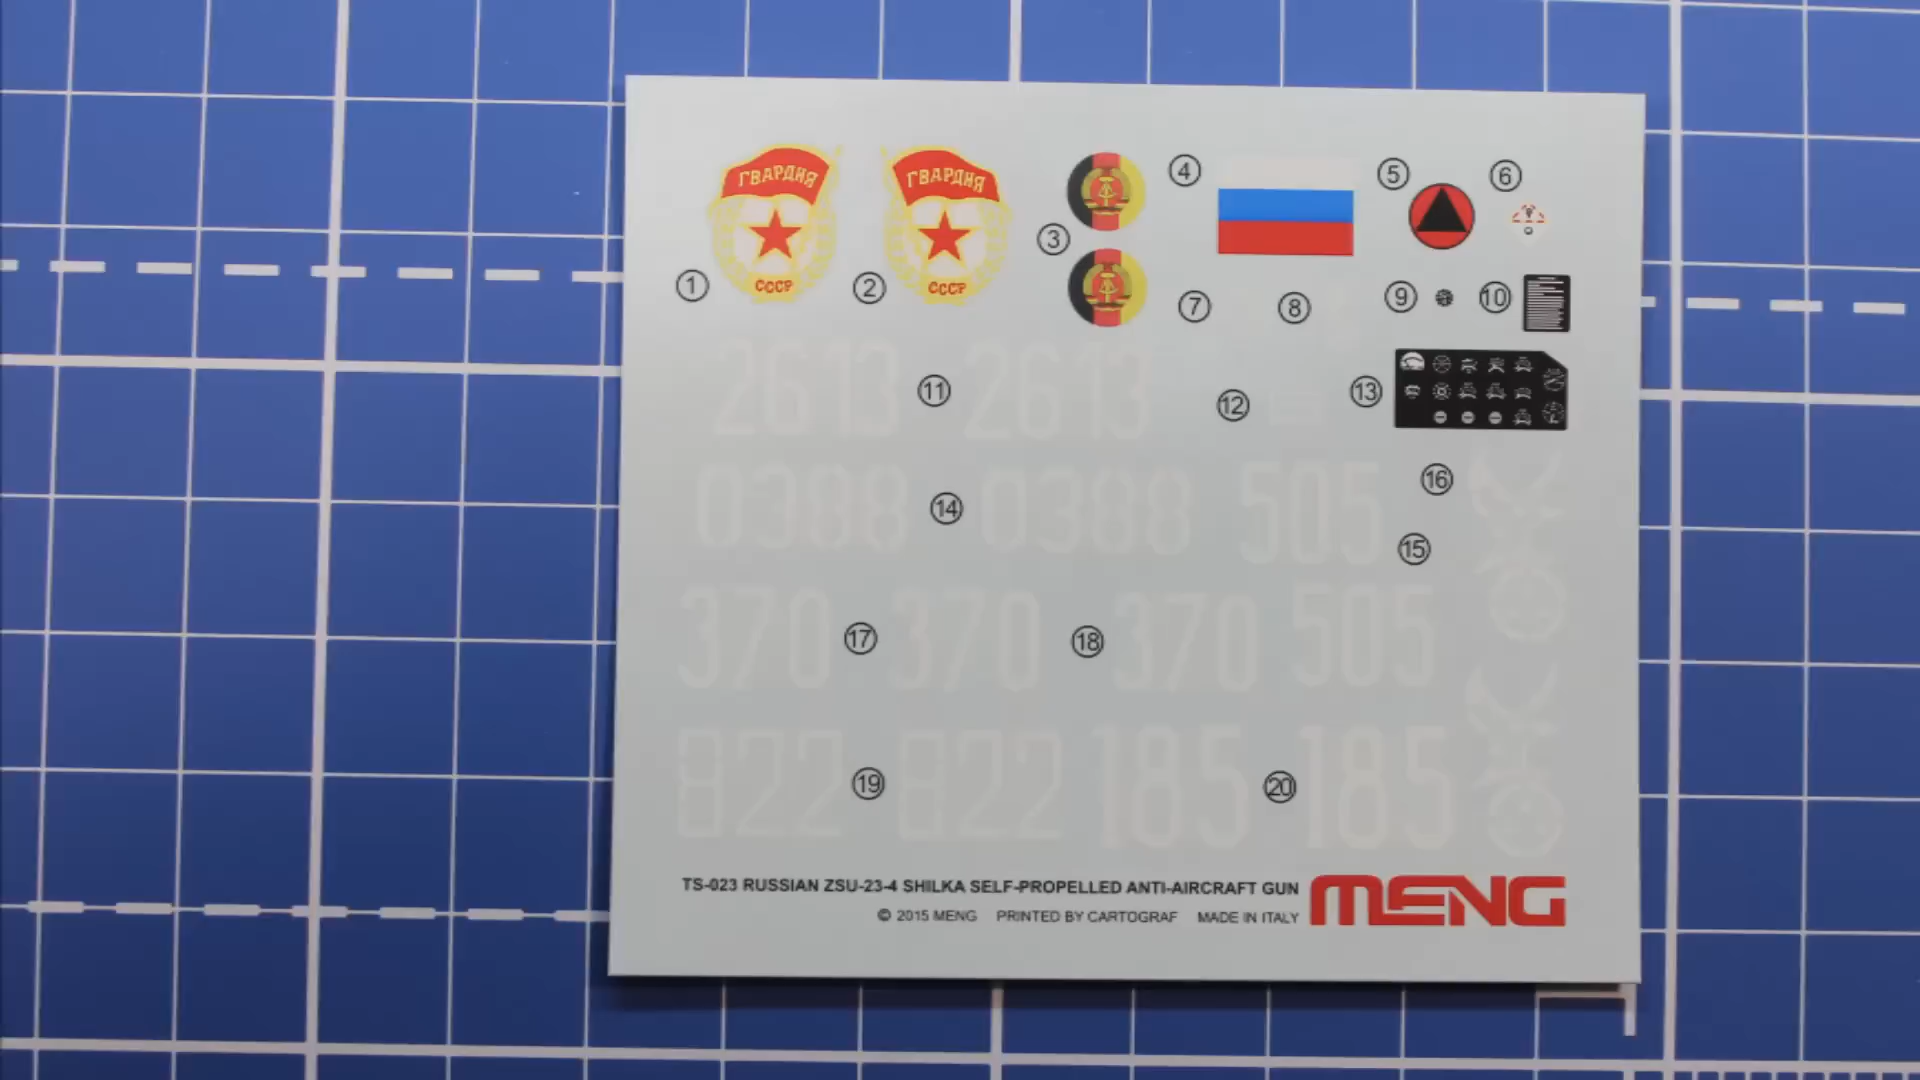 ГВАРДИЯ ГВАРДИЯ
4 5 6
3
СССР СССР
1 2
7 8 9 10
2613 11 2613 12 13
0388 14 0388 505 16
15
370 17 370 18 370 505
822 19 822 185 20 185
TS-023 RUSSIAN ZSU-23-4 SHILKA SELF-PROPELLED ANTI-AIRCRAFT GUN MENG
© 2015 MENG PRINTED BY CARTOGRAF MADE IN ITALY